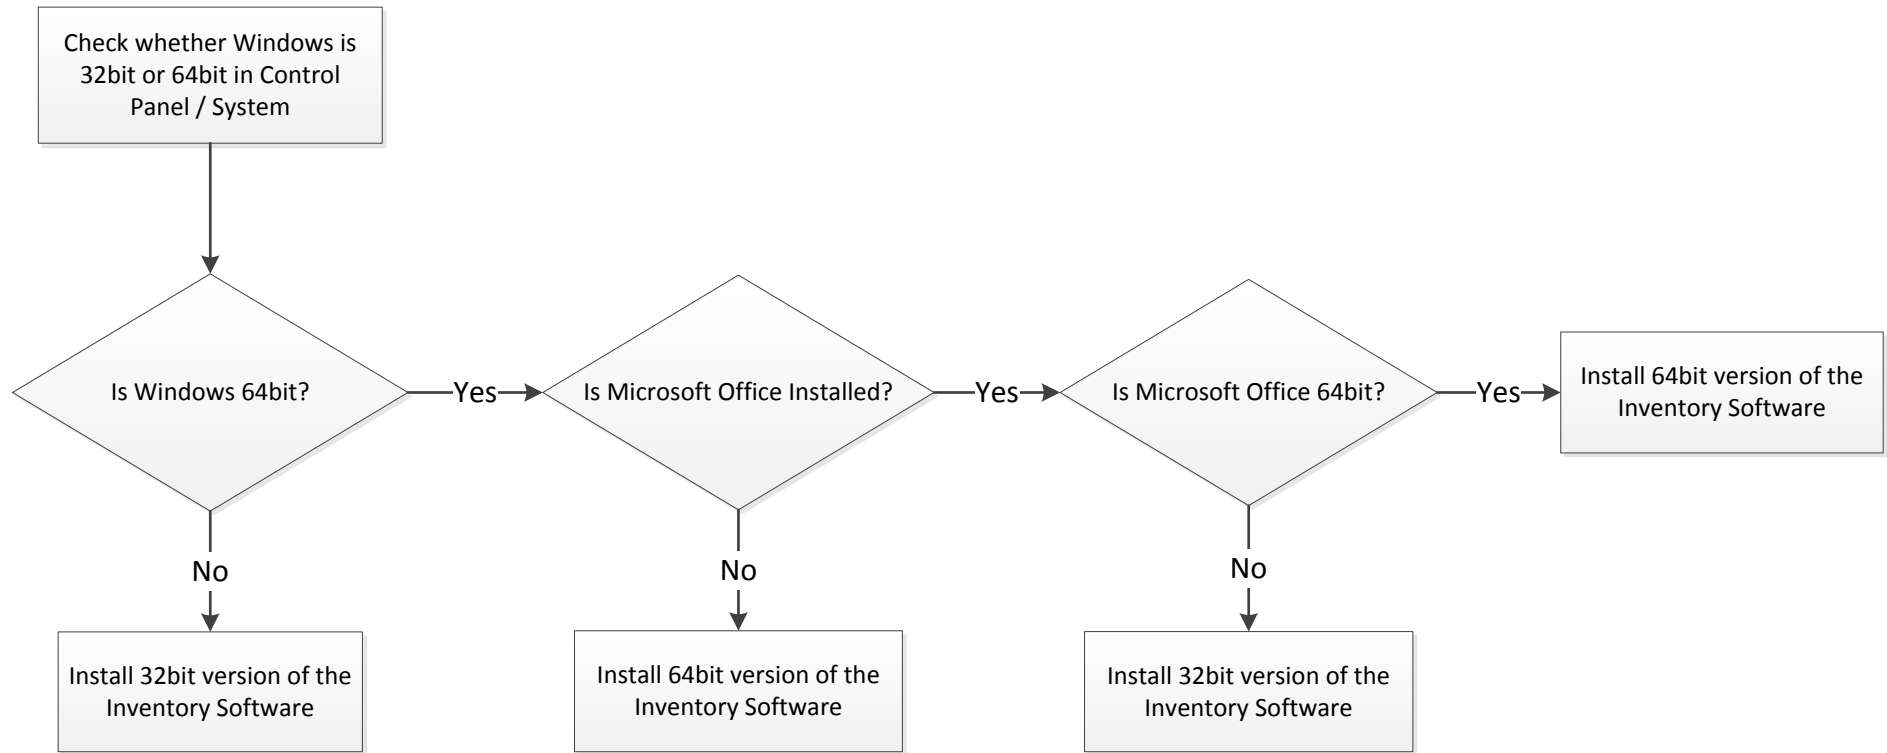 Check whether Windows is
32bit or 64bit in Control
Panel / System
Is Windows 64bit?
Yes
Is Microsoft Office Installed?
Yes
Is Microsoft Office 64bit?
Yes
Install 64bit version of the
Inventory Software
No
No
No
Install 32bit version of the
Inventory Software
Install 64bit version of the
Inventory Software
Install 32bit version of the
Inventory Software